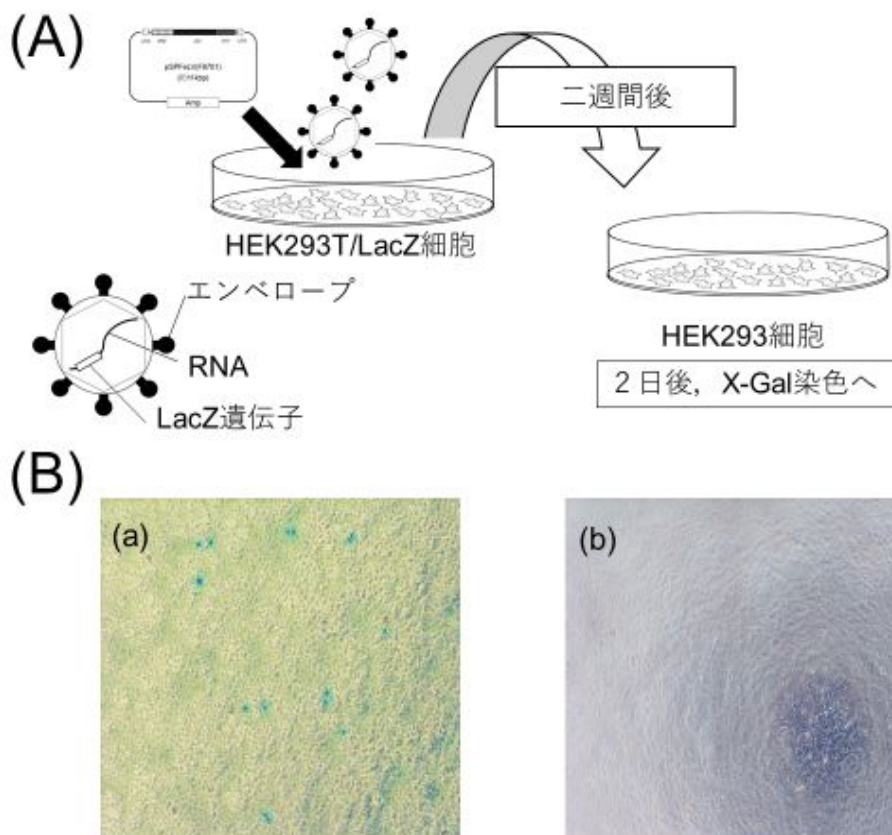 (A)
pSPFeLV(F6701)
Amp
二週間後
HEK293T/LacZ細胞
エンベロープ
RNA
LacZ遺伝子
HEK293細胞
2日後，X-Gal染色へ
(B)
(a)
(b)